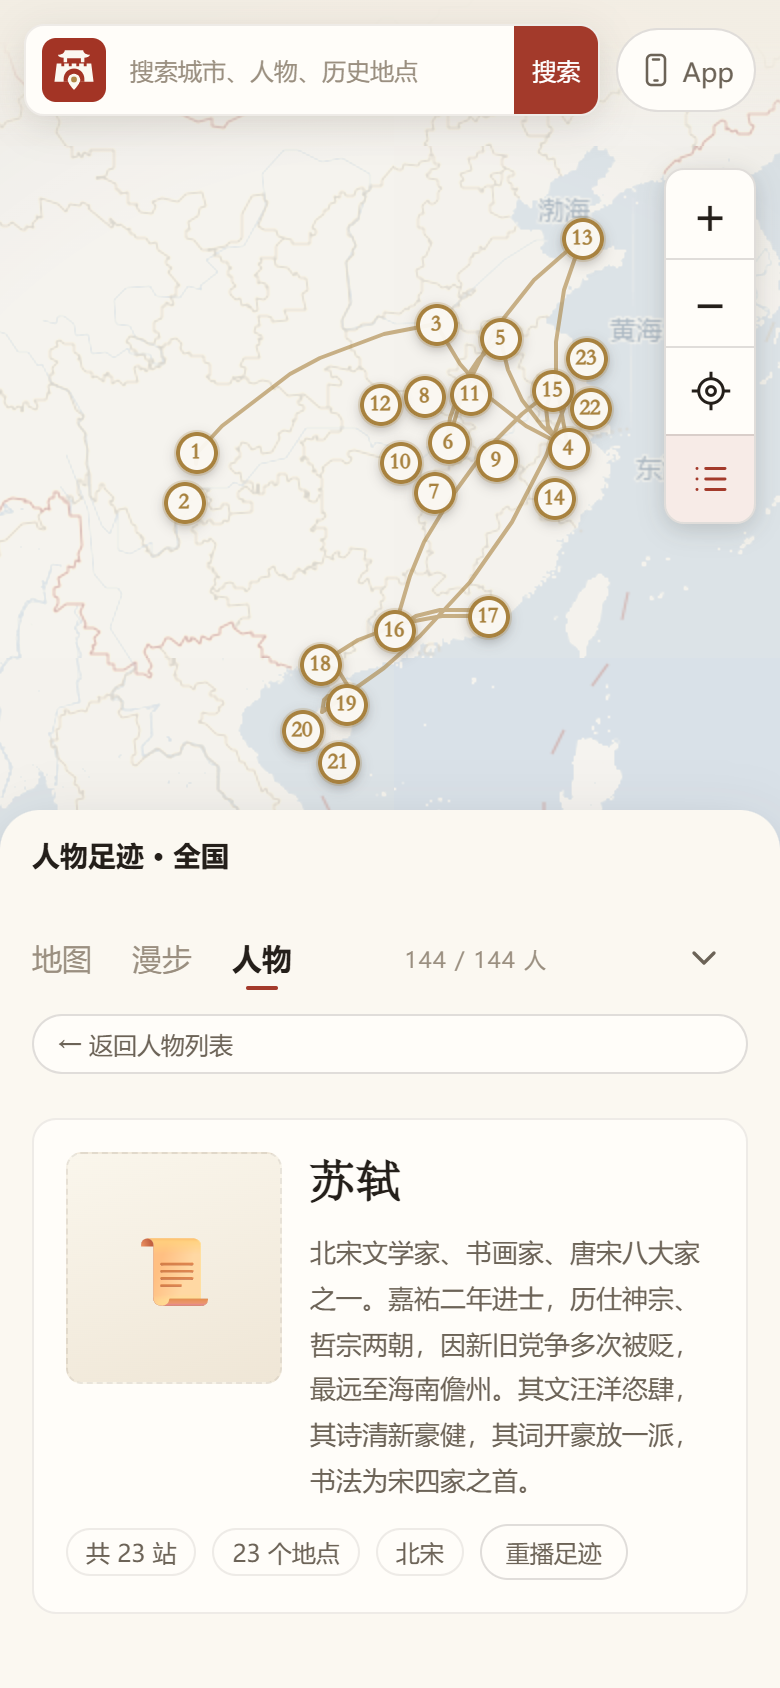 搜索城市、人物、历史地点
搜索
App
渤海
13
3
5
黄海
23
15
12
8
11
22
1
6
4
10
9
东
2
7
14
16
17
18
19
20
21
人物足迹·全国
地图
漫步
人物
144 / 144 人
← 返回人物列表
苏轼
北宋文学家、书画家、唐宋八大家
之一。嘉祐二年进士，历仕神宗、
哲宗两朝，因新旧党争多次被贬，
最远至海南儋州。其文汪洋恣肆，
其诗清新豪健，其词开豪放一派，
书法为宋四家之首。
共 23 站
23 个地点
北宋
重播足迹